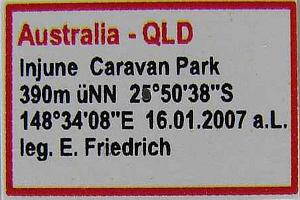 Australia - QLD
Injune Caravan Park
390m üNN 25°50'38"S
148°34'08"E 16.01.2007 a.L.
leg. E. Friedrich